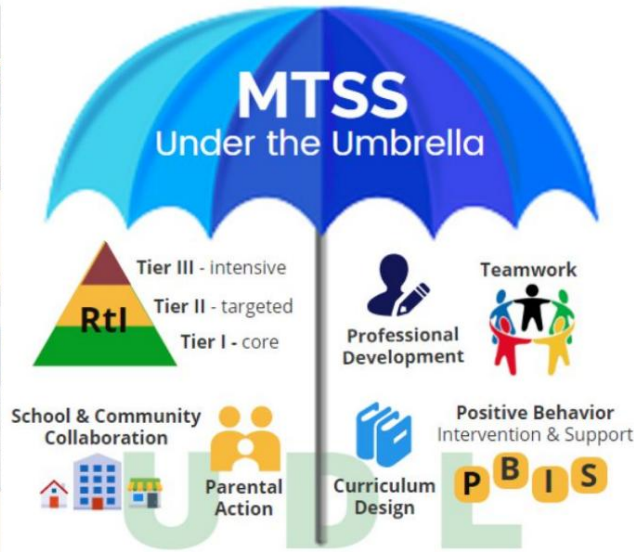 MTSS
Under the Umbrella
RtI
Tier III - intensive
Tier II - targeted
Tier I - core
Professional
Development
Teamwork
School & Community
Collaboration
Parental
Action
Curriculum
Design
Positive Behavior
Intervention & Support
PBIS
UDL